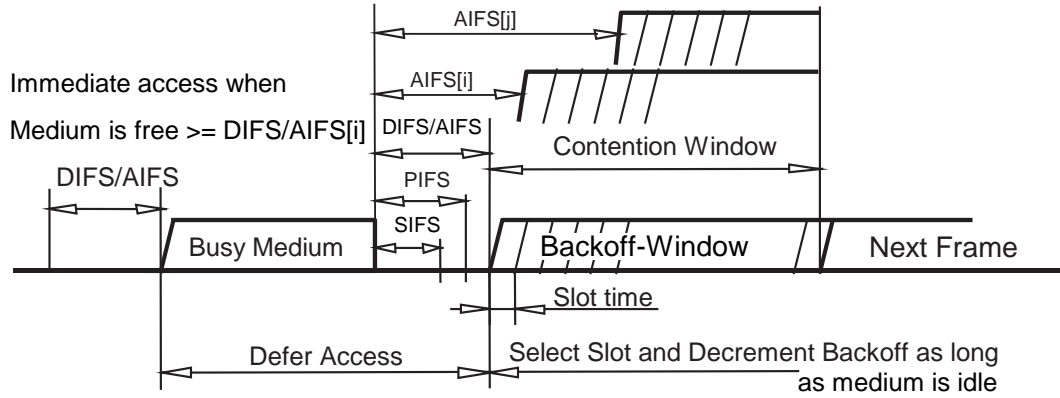 AIFS[j]
Immediate access when
AIFS[i]
Medium is free >= DIFS/AIFS[i]
DIFS/AIFS
Contention Window
DIFS/AIFS
PIFS
SIFS
Busy Medium
Backoff-Window
Next Frame
Slot time
Defer Access
Select Slot and Decrement Backoff as long
as medium is idle